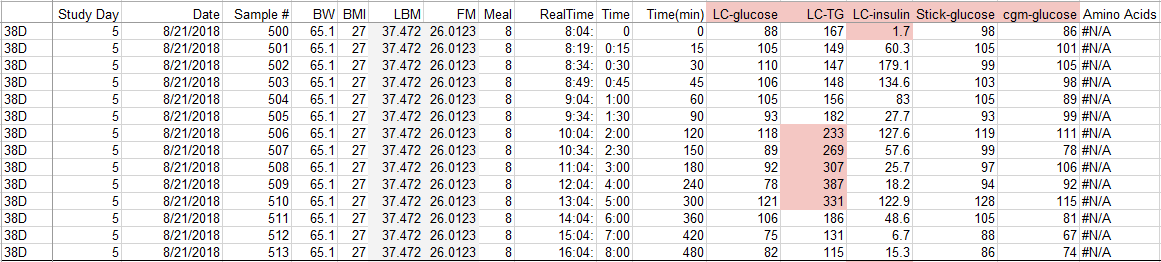 Study Day Date Sample # BW BMI LBM FM Meal RealTime Time Time(min) LC-glucose LC-TG LC-insulin Stick-glucose cgm-glucose Amino Acids
38D 5 8/21/2018 500 65.1 27 37.472 26.0123 8 8:04: 0 0 88 167 1.7 98 86 #N/A
38D 5 8/21/2018 501 65.1 27 37.472 26.0123 8 8:19: 0:15 15 105 149 60.3 105 101 #N/A
38D 5 8/21/2018 502 65.1 27 37.472 26.0123 8 8:34: 0:30 30 110 147 179.1 99 105 #N/A
38D 5 8/21/2018 503 65.1 27 37.472 26.0123 8 8:49: 0:45 45 106 148 134.6 103 98 #N/A
38D 5 8/21/2018 504 65.1 27 37.472 26.0123 8 9:04: 1:00 60 105 156 83 105 89 #N/A
38D 5 8/21/2018 505 65.1 27 37.472 26.0123 8 9:34: 1:30 90 93 182 27.7 93 99 #N/A
38D 5 8/21/2018 506 65.1 27 37.472 26.0123 8 10:04: 2:00 120 118 233 127.6 119 111 #N/A
38D 5 8/21/2018 507 65.1 27 37.472 26.0123 8 10:34: 2:30 150 89 269 57.6 99 78 #N/A
38D 5 8/21/2018 508 65.1 27 37.472 26.0123 8 11:04: 3:00 180 92 307 25.7 97 106 #N/A
38D 5 8/21/2018 509 65.1 27 37.472 26.0123 8 12:04: 4:00 240 78 387 18.2 94 92 #N/A
38D 5 8/21/2018 510 65.1 27 37.472 26.0123 8 13:04: 5:00 300 121 331 122.9 128 115 #N/A
38D 5 8/21/2018 511 65.1 27 37.472 26.0123 8 14:04: 6:00 360 106 186 48.6 105 81 #N/A
38D 5 8/21/2018 512 65.1 27 37.472 26.0123 8 15:04: 7:00 420 75 131 6.7 88 67 #N/A
38D 5 8/21/2018 513 65.1 27 37.472 26.0123 8 16:04: 8:00 480 82 115 15.3 86 74 #N/A